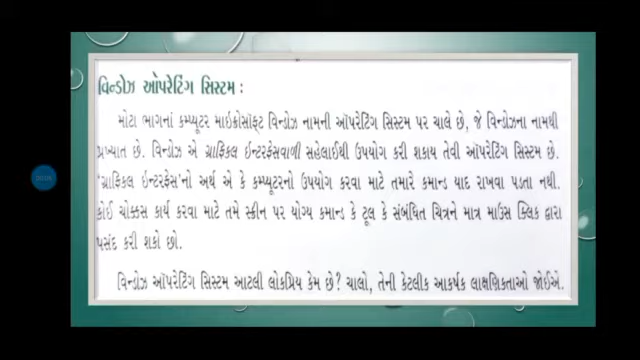 વિન્ડોઝ ઓપરેટિંગ સિસ્ટમ :
મોટા ભાગનાં કમ્પ્યૂટર માઇક્રોસૉફ્ટ વિન્ડોઝ નામની ઑપરેટિંગ સિસ્ટમ પર ચાલે છે, જે વિન્ડોઝના નામથી
પ્રખ્યાત છે. વિન્ડોઝ એ ગ્રાફિકલ ઇન્ટરફેસવાળી સહેલાઈથી ઉપયોગ કરી શકાય તેવી ઑપરેટિંગ સિસ્ટમ છે.
'ગ્રાફિકલ ઇન્ટરફેસ'નો અર્થ એ કે કમ્પ્યૂટરનો ઉપયોગ કરવા માટે તમારે કમાન્ડ યાદ રાખવા પડતા નથી.
કોઈ ચોક્કસ કાર્ય કરવા માટે તમે સ્ક્રીન પર યોગ્ય કમાન્ડ કે ટૂલ કે સંબંધિત ચિત્રને માત્ર માઉસ ક્લિક દ્વારા
પસંદ કરી શકો છો.
વિન્ડોઝ ઑપરેટિંગ સિસ્ટમ આટલી લોકપ્રિય કેમ છે? ચાલો, તેની કેટલીક આકર્ષક લાક્ષણિકતાઓ જોઈએ.